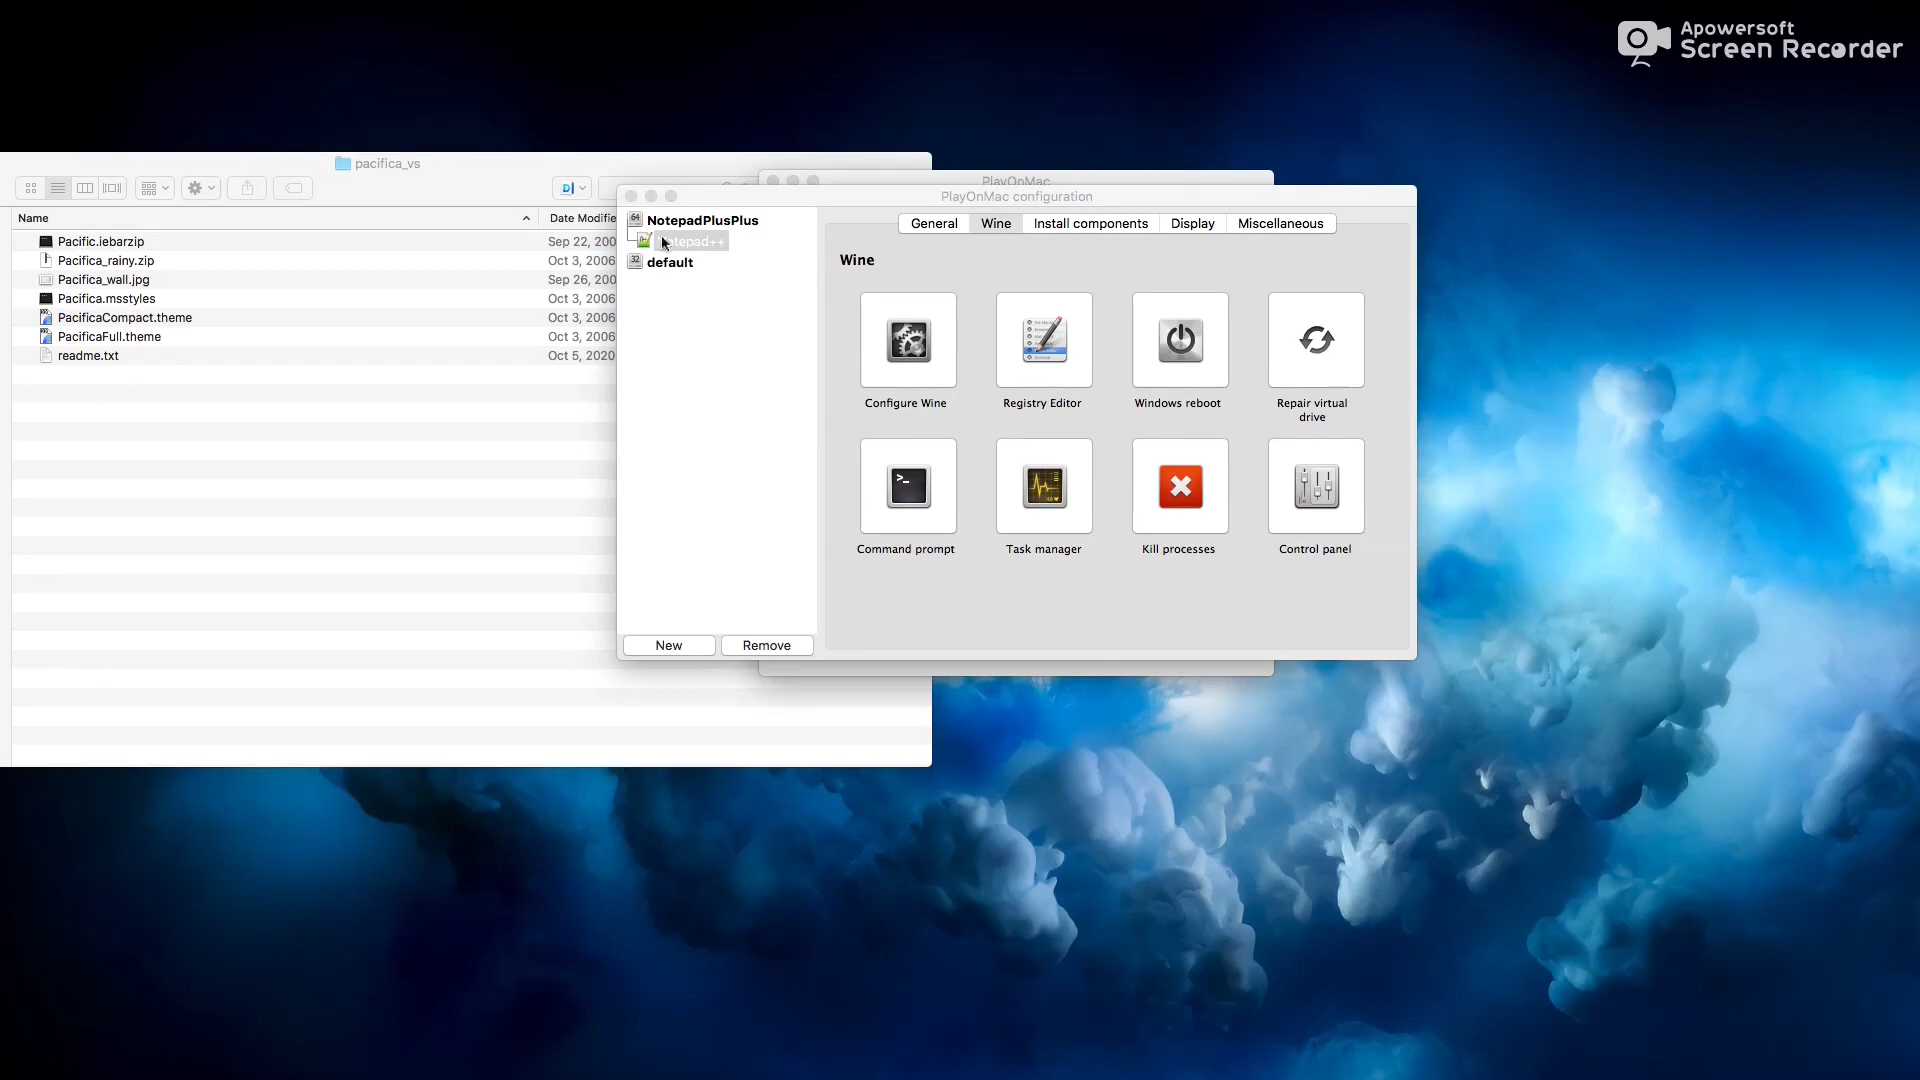 Apowersoft
Screen Recorder
pacifica_vs
Name
Date Modifie
Pacific.iebarzip
Sep 22, 200
Pacifica_rainy.zip
Oct 3, 2006
Pacifica_wall.jpg
Sep 26, 200
Pacifica.msstyles
Oct 3, 2006
PacificaCompact.theme
Oct 3, 2006
PacificaFull.theme
Oct 3, 2006
readme.txt
Oct 5, 2020
PlayOnMac
PlayOnMac configuration
64 NotepadPlusPlus
32 default
New
Remove
General
Wine
Install components
Display
Miscellaneous
Wine
Configure Wine
Registry Editor
Windows reboot
Repair virtual
drive
Command prompt
Task manager
Kill processes
Control panel